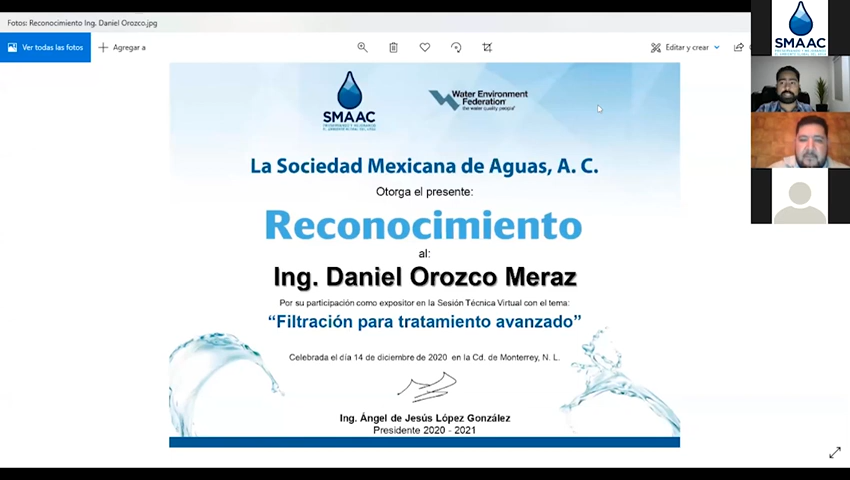 Fotos: Reconocimiento Ing. Daniel Orozco.jpg
Ver todas las fotos
Agregar a
Editar y crear
SMAAC
SMAAC
Water Environment
Federation
the water quality people
La Sociedad Mexicana de Aguas, A. C.
Otorga el presente:
Reconocimiento
al:
Ing. Daniel Orozco Meraz
Por su participación como expositor en la Sesión Técnica Virtual con el tema:
“Filtración para tratamiento avanzado”
Celebrada el día 14 de diciembre de 2020 en la Cd. de Monterrey, N. L.
Ing. Ángel de Jesús López González
Presidente 2020 - 2021